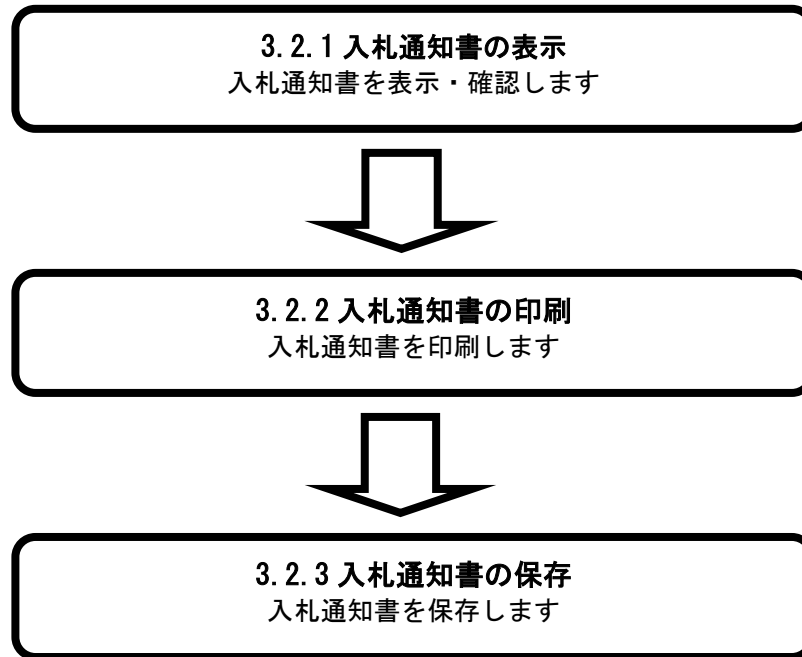 3.2.1 入札通知書の表示
入札通知書を表示・確認します
3.2.2 入札通知書の印刷
入札通知書を印刷します
3.2.3 入札通知書の保存
入札通知書を保存します